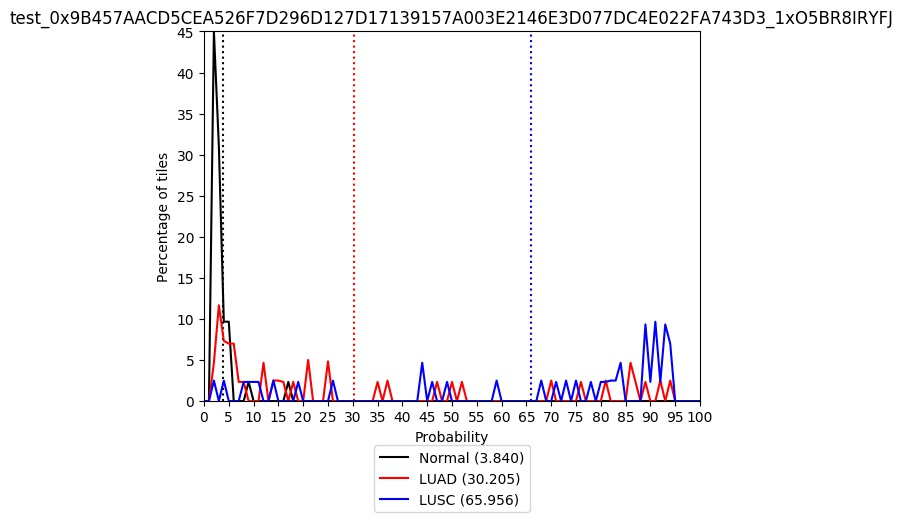 test_0x9B457AACD5CEA526F7D296D127D17139157A003E2146E3D077DC4E022FA743D3_1xO5BR8IRYFJ
45
40
35
30
25
20
15
10
5
0
Percentage of tiles
0 5 10 15 20 25 30 35 40 45 50 55 60 65 70 75 80 85 90 95 100
Probability
Normal (3.840)
LUAD (30.205)
LUSC (65.956)